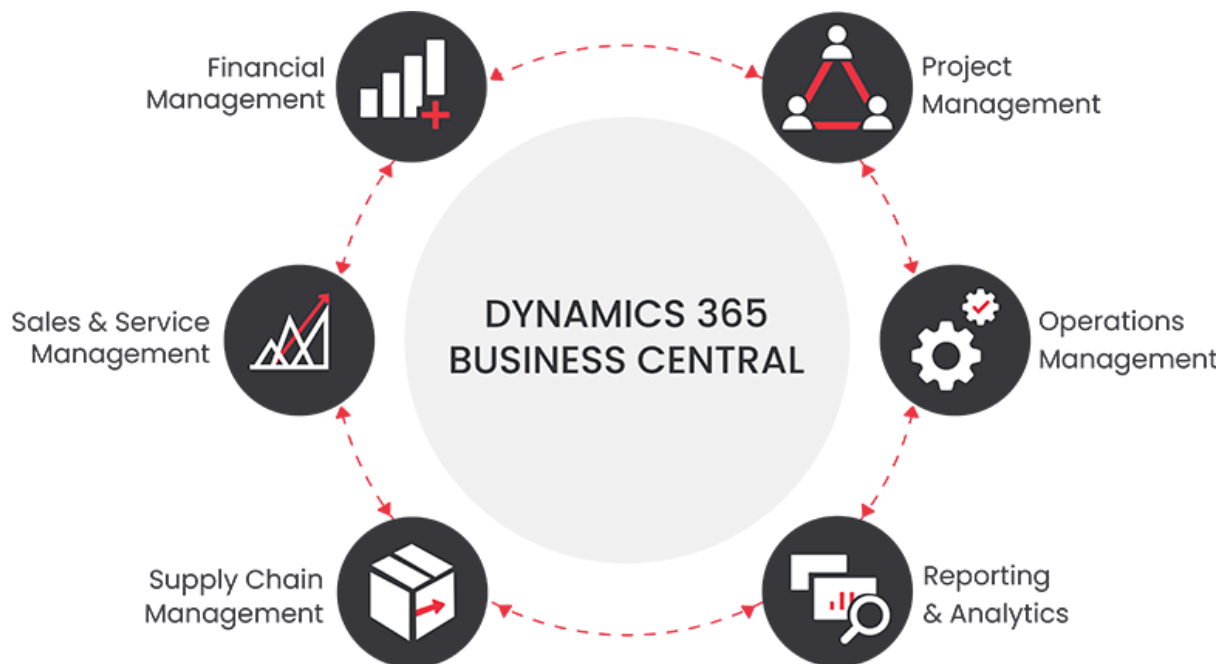 Financial
Management
Project
Management
Sales & Service
Management
DYNAMICS 365
BUSINESS CENTRAL
Operations
Management
Supply Chain
Management
Reporting
& Analytics